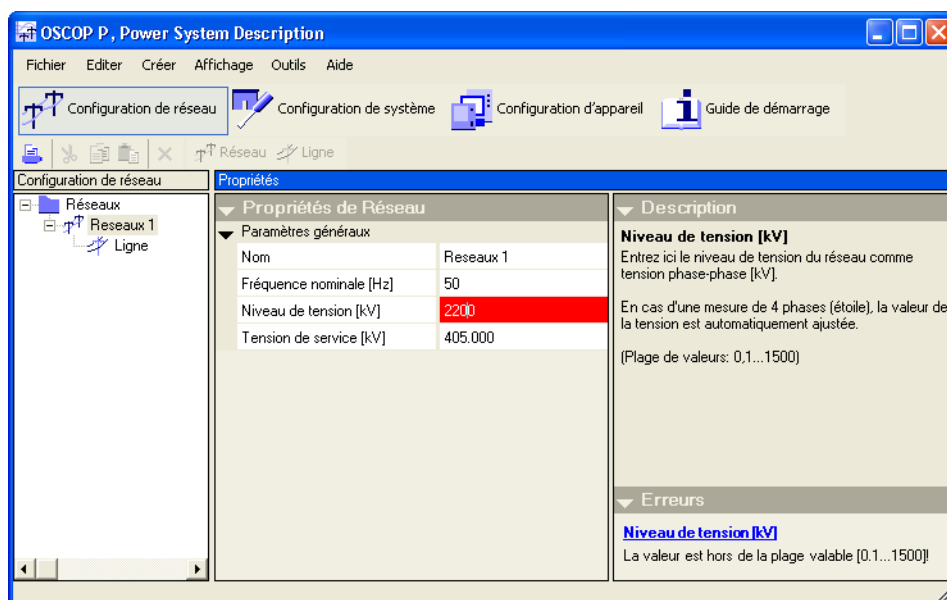 OSCOP P, Power System Description
Fichier Editer Créer Affichage Outils Aide
Configuration de réseau Configuration de système Configuration d'appareil Guide de démarrage
Réseau Ligne
Configuration de réseau
Propriétés
Réseaux
Reseaux 1
Ligne
Propriétés de Réseau
Paramètres généraux
Nom Reseaux 1
Fréquence nominale [Hz] 50
Niveau de tension [kV] 2200
Tension de service [kV] 405.000
Description
Niveau de tension [kV]
Entrez ici le niveau de tension du réseau comme
tension phase-phase [kV].
En cas d'une mesure de 4 phases (étoile), la valeur de
la tension est automatiquement ajustée.
(Plage de valeurs: 0,1...1500)
Erreurs
Niveau de tension [kV]
La valeur est hors de la plage valable [0.1...1500]!